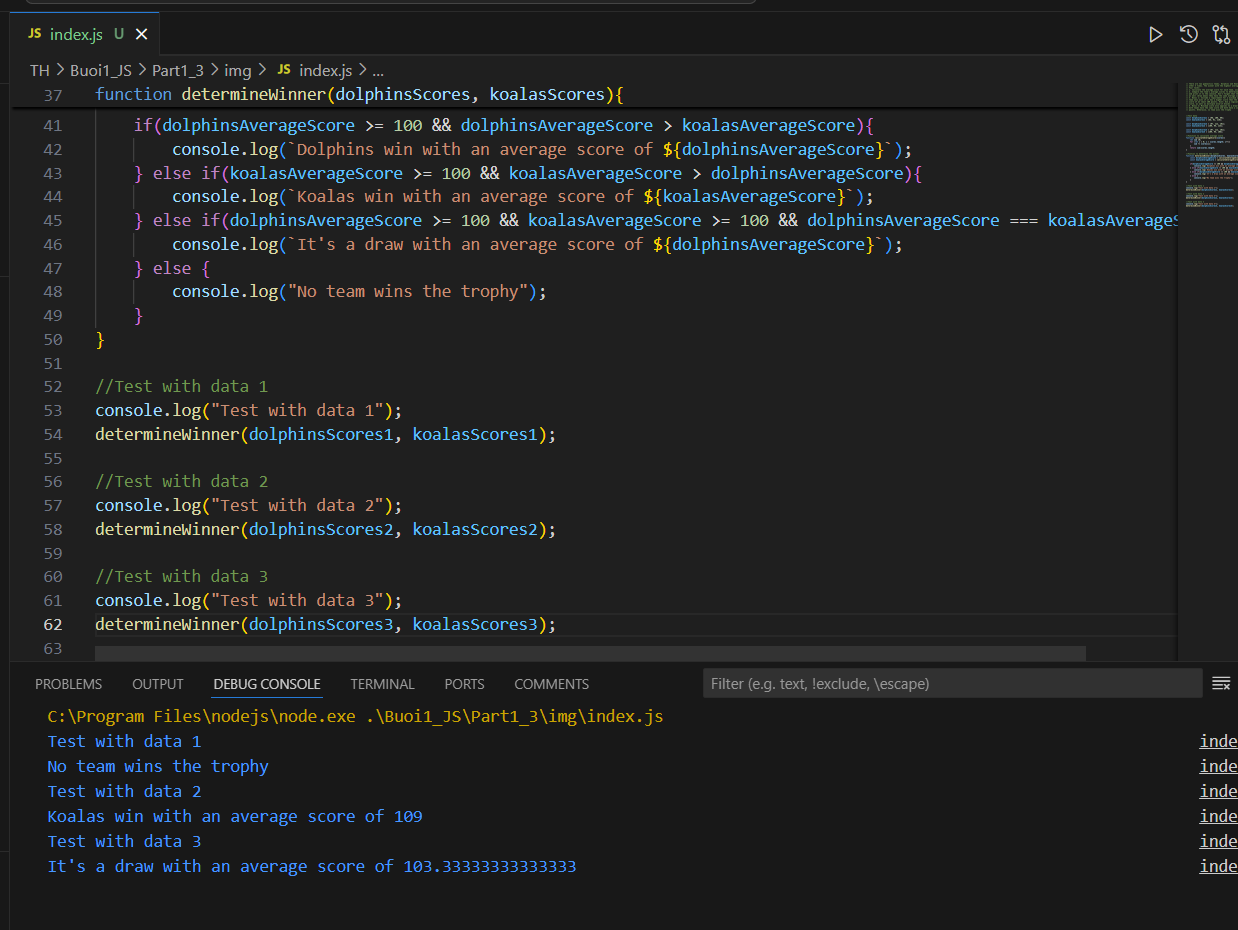 JS index.js U
TH > Buoi1_JS > Part1_3 > img > JS index.js > ...
37 function determineWinner(dolphinsScores, koalasScores){
41 if(dolphinsAverageScore >= 100 && dolphinsAverageScore > koalasAverageScore){
42 console.log(`Dolphins win with an average score of ${dolphinsAverageScore}`);
43 } else if(koalasAverageScore >= 100 && koalasAverageScore > dolphinsAverageScore){
44 console.log(`Koalas win with an average score of ${koalasAverageScore}`);
45 } else if(dolphinsAverageScore >= 100 && koalasAverageScore >= 100 && dolphinsAverageScore === koalasAverages
46 console.log(`It's a draw with an average score of ${dolphinsAverageScore}`);
47 } else {
48 console.log("No team wins the trophy");
49 }
50 }
51
52 //Test with data 1
53 console.log("Test with data 1");
54 determineWinner(dolphinsScores1, koalasScores1);
55
56 //Test with data 2
57 console.log("Test with data 2");
58 determineWinner(dolphinsScores2, koalasScores2);
59
60 //Test with data 3
61 console.log("Test with data 3");
62 determineWinner(dolphinsScores3, koalasScores3);
63
PROBLEMS OUTPUT DEBUG CONSOLE TERMINAL PORTS COMMENTS Filter (e.g. text, !exclude, \escape)
C:\Program Files\nodejs\node.exe .\Buoi1_JS\Part1_3\img\index.js
Test with data 1 inde
No team wins the trophy inde
Test with data 2 inde
Koalas win with an average score of 109 inde
Test with data 3 inde
It's a draw with an average score of 103.33333333333333 inde